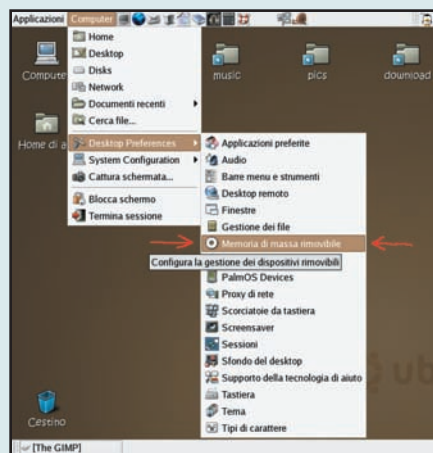 Applicazioni Computer
Home
Desktop
Disks
Network
Documenti recenti
Cerca file...
Desktop Preferences
System Configuration
Cattura schermata...
Blocca schermo
Termina sessione
Compute
Home di a
music
pics
download
Applicazioni preferite
Audio
Barre menu e strumenti
Desktop remoto
Finestre
Gestione dei file
Memoria di massa rimovibile
Configura la gestione dei dispositivi rimovibili
PalmOS Devices
Proxy di rete
Scorciatoie da tastiera
Screensaver
Sessioni
Sfondo del desktop
Supporto della tecnologia di aiuto
Tastiera
Tema
Tipi di carattere
ub
Cestino
[The GIMP]